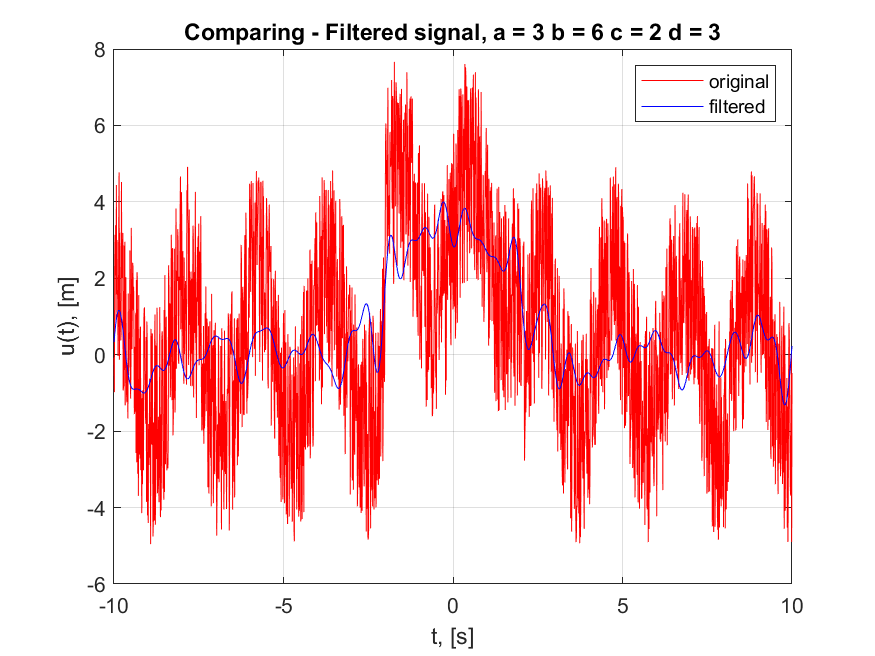 Comparing - Filtered signal, a = 3 b = 6 c = 2 d = 3
original
filtered
8
6
4
2
0
-2
-4
-6
u(t), [m]
-10
-5
0
5
10
t, [s]